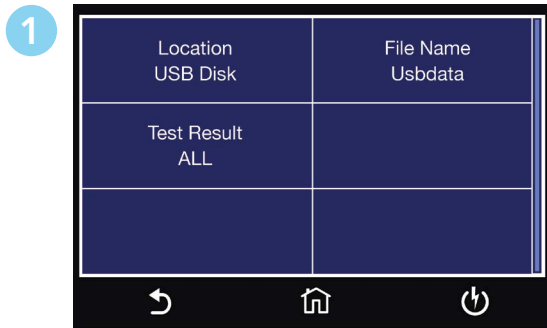 1
Location
USB Disk
File Name
Usbdata
Test Result
ALL